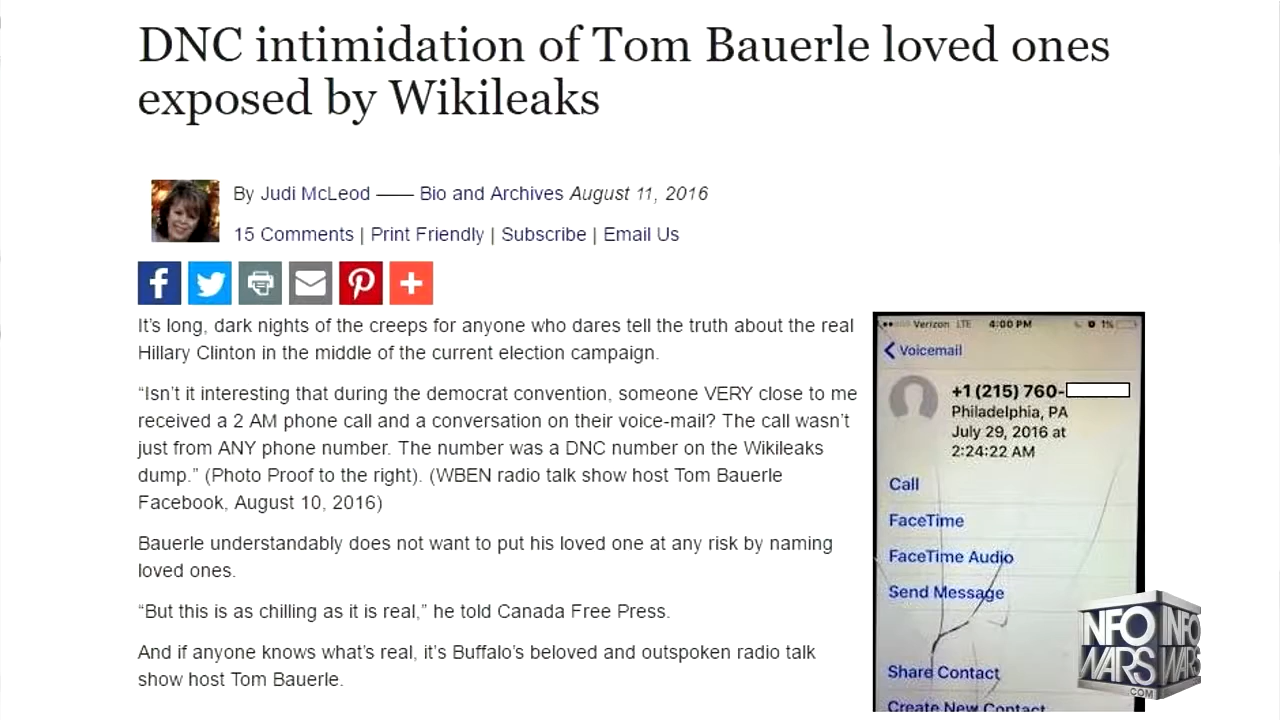 DNC intimidation of Tom Bauerle loved ones
exposed by Wikileaks
By Judi McLeod —— Bio and Archives August 11, 2016
15 Comments | Print Friendly | Subscribe | Email Us
It’s long, dark nights of the creeps for anyone who dares tell the truth about the real
Hillary Clinton in the middle of the current election campaign.
“Isn’t it interesting that during the democrat convention, someone VERY close to me
received a 2 AM phone call and a conversation on their voice-mail? The call wasn’t
just from ANY phone number. The number was a DNC number on the Wikileaks
dump.” (Photo Proof to the right). (WBEN radio talk show host Tom Bauerle
Facebook, August 10, 2016)
Bauerle understandably does not want to put his loved one at any risk by naming
loved ones.
“But this is as chilling as it is real,” he told Canada Free Press.
And if anyone knows what’s real, it’s Buffalo’s beloved and outspoken radio talk
show host Tom Bauerle.
Verizon LTE 4:00 PM 1%
Voicemail
+1 (215) 760-
Philadelphia, PA
July 29, 2016 at
2:24:22 AM
Call
FaceTime
FaceTime Audio
Send Message
Share Contact
Create New Contact
INFO
WARS
.COM
INFO
WARS